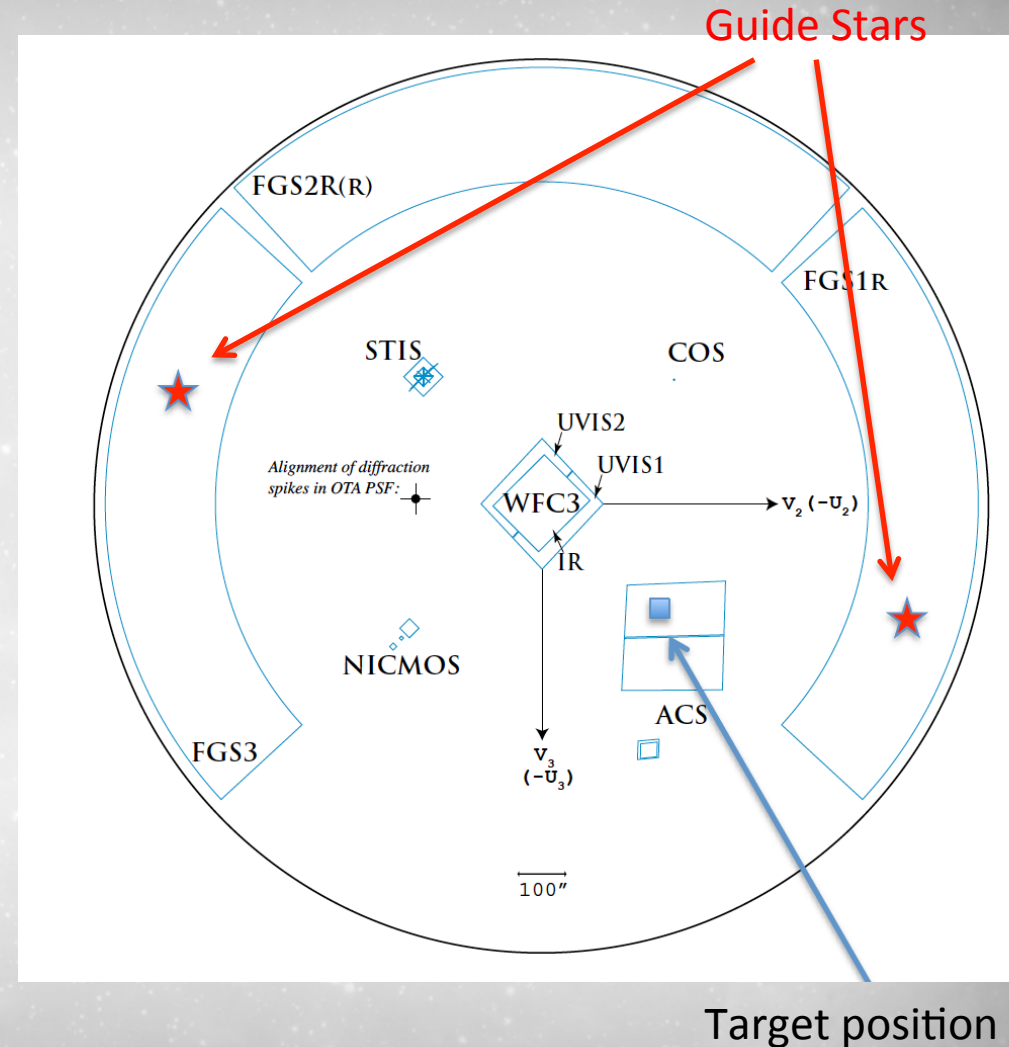 Guide Stars
FGS2R(R)
FGS1R
STIS
COS
UVIS2
Alignment of diffraction
spikes in OTA PSF:
UVIS1
WFC3
V2 (-U2)
IR
NICMOS
ACS
FGS3
V3
(-U3)
100″
Target position